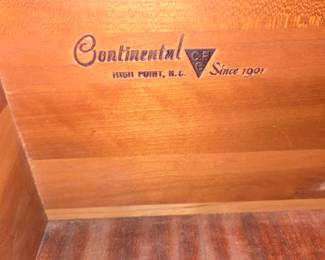 Continental C F C Since 1901
HIGH POINT, N.C.